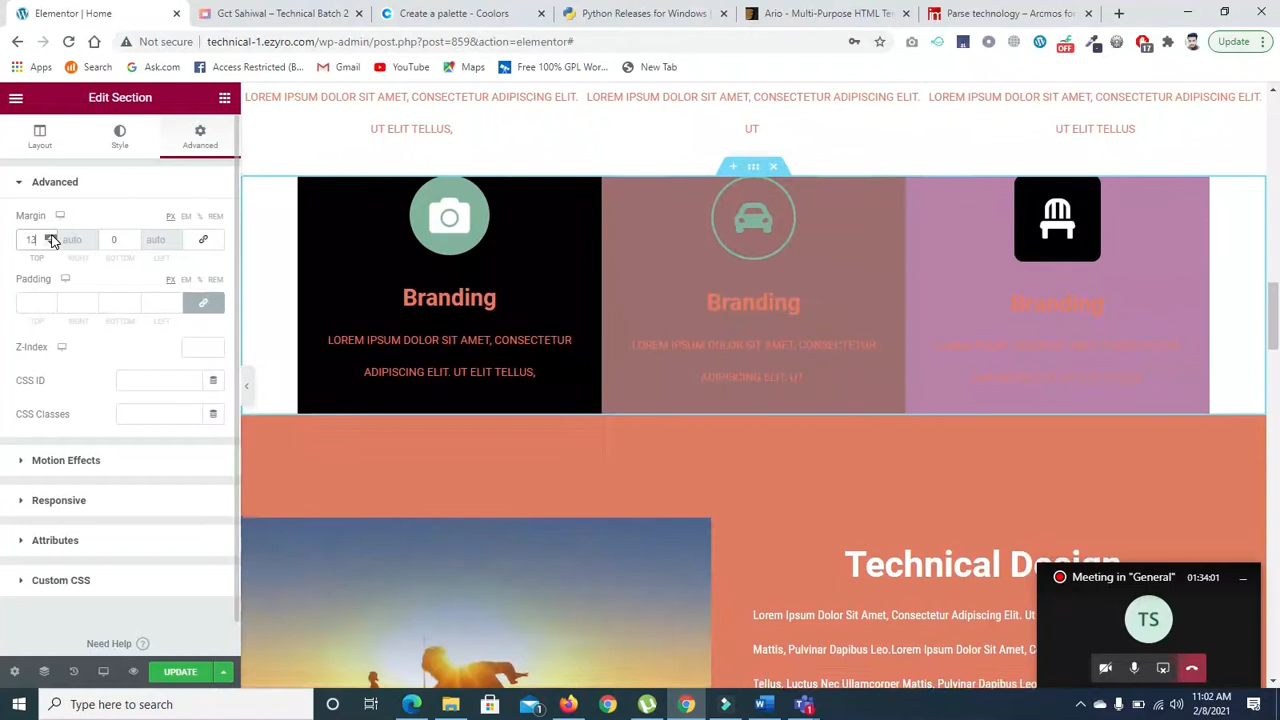 Elementor
Gct Sahiwal – Technical Batch 2
Create a palette - Colors
Python Releases for Windows
Ario - Multi-Purpose HTML Te
Parse technology – Arcmos for
Not secure
technical-1.ezyro.com/wp-admin/post.php?post=859&action=elementor#
OFF
17
Update
Apps
Search
Ask.com
Access Restricted (B...
Gmail
YouTube
Maps
Free 100% GPL Wor...
New Tab
Edit Section
Layout
Style
Advanced
Advanced
Margin
PX EM % REM
13
auto
0
auto
TOP RIGHT BOTTOM LEFT
Padding
PX EM % REM
TOP RIGHT BOTTOM LEFT
Z-Index
CSS ID
CSS Classes
Motion Effects
Responsive
Attributes
Custom CSS
Need Help
UPDATE
LOREM IPSUM DOLOR SIT AMET, CONSECTETUR ADIPISCING ELIT.
UT ELIT TELLUS,
LOREM IPSUM DOLOR SIT AMET, CONSECTETUR ADIPISCING ELIT.
UT
LOREM IPSUM DOLOR SIT AMET, CONSECTETUR ADIPISCING ELIT.
UT ELIT TELLUS
Branding
LOREM IPSUM DOLOR SIT AMET, CONSECTETUR
ADIPISCING ELIT. UT ELIT TELLUS,
Branding
LOREM IPSUM DOLOR SIT AMET, CONSECTETUR
ADIPISCING ELIT. UT
Branding
Technical Design
Lorem Ipsum Dolor Sit Amet, Consectetur Adipiscing Elit. Ut
Mattis, Pulvinar Dapibus Leo.Lorem Ipsum Dolor Sit Amet, Con
Tellus, Luctus Nec Ullamcorper Mattis, Pulvinar Dapibus Leo
Meeting in "General"
01:34:01
TS
Type here to search
11:02 AM
2/8/2021